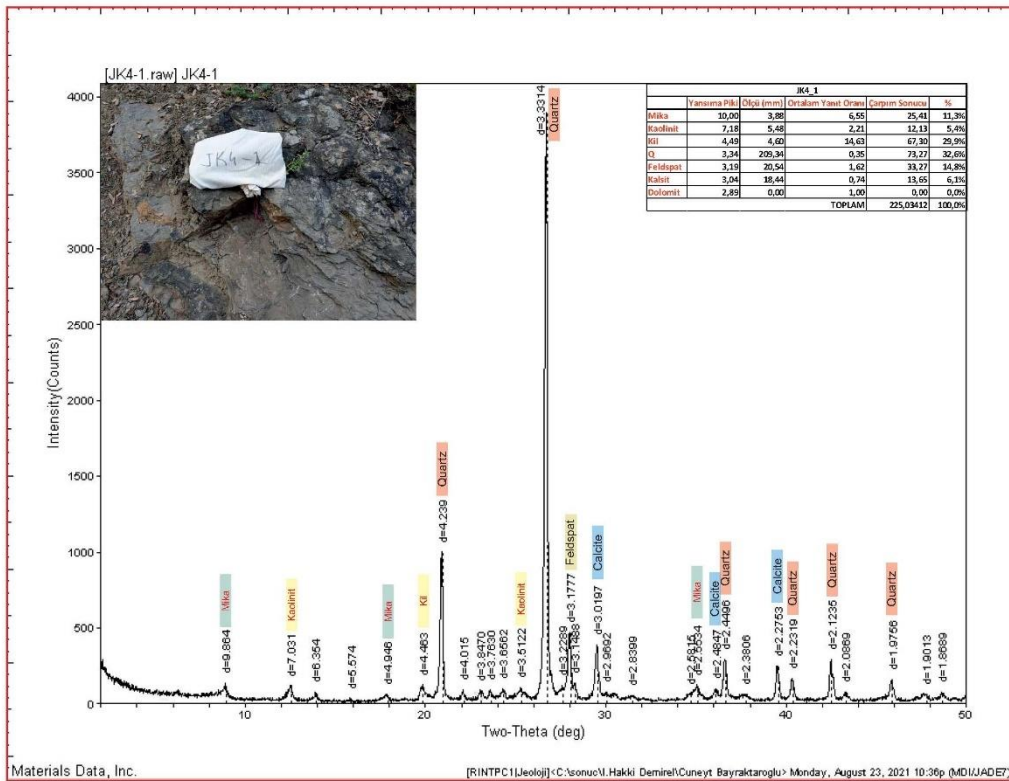 [JK4-1.raw] JK4-1
JK4-1
JK4_1
Yansıma Piki Ölçü (mm) Ortalam Yanıt Oranı Çarpım Sonucu %
Mika 10,00 3,88 6,55 25,41 11,3%
Kaolinit 7,18 5,48 2,21 12,13 5,4%
Kil 4,49 4,60 14,63 67,30 29,9%
Q 3,34 209,34 0,35 73,27 32,6%
Feldspat 3,19 20,54 1,62 33,27 14,8%
Kalsit 3,04 18,44 0,74 13,65 6,1%
Dolomit 2,89 0,00 1,00 0,00 0,0%
TOPLAM 225,03412 100,0%
Intensity(Counts)
4000
3500
3000
2500
2000
1500
1000
500
0
Mika
d=9.864
Kaolinit
d=7.031
d=6.354
d=5.574
Mika
d=4.946
Kil
d=4.463
Quartz
d=4.239
d=4.015
d=3.8470
d=3.7630
d=3.6562
Kaolinit
d=3.5122
d=3.3314
Quartz
d=3.2289
Feldspat
d=3.1777
d=3.1488
Calcite
d=3.0197
d=2.9692
d=2.8399
d=2.5815
Mika
d=2.5634
Calcite
d=2.4847
Quartz
d=2.4496
d=2.3806
Calcite
d=2.2753
Quartz
d=2.2319
Quartz
d=2.1235
d=2.0869
Quartz
d=1.9756
d=1.9013
d=1.8689
10 20 30 40 50
Two-Theta (deg)
Materials Data, Inc.
[RINTPC1|Jeoloji]<C:\sonuc\I.Hakki Demirel\Cuneyt Bayraktaroglu> Monday, August 23, 2021 10:36p (MDI/JADE7)